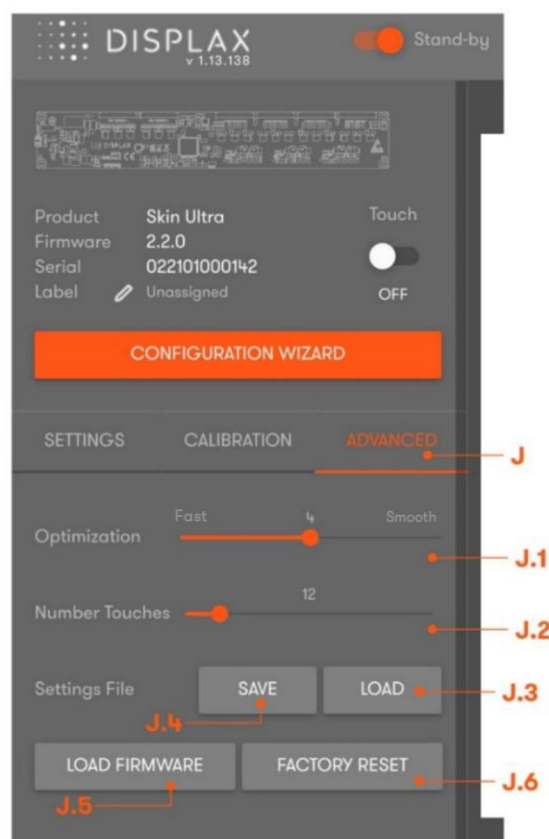 DISPLAX
v 1.13.138
Stand-by
DISPLAX
Product Skin Ultra
Firmware 2.2.0
Serial 022101000142
Label Unassigned
Touch
OFF
CONFIGURATION WIZARD
SETTINGS CALIBRATION ADVANCED
J
Fast 4 Smooth
Optimization
J.1
12
Number Touches
J.2
Settings File SAVE LOAD
J.3
J.4
LOAD FIRMWARE FACTORY RESET
J.5
J.6